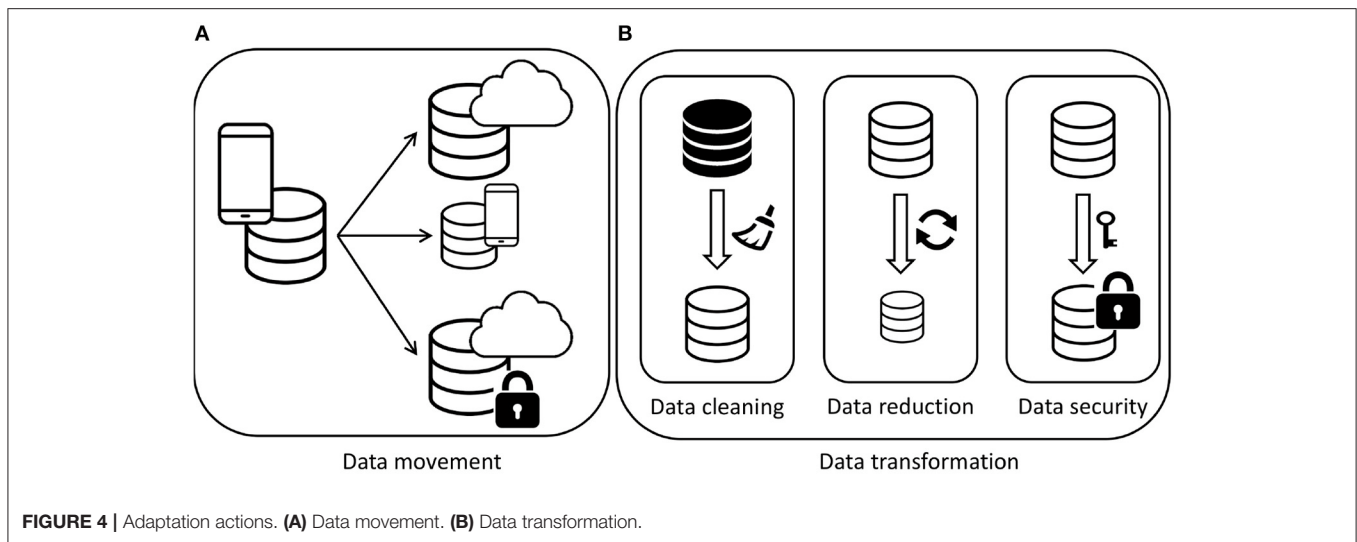 A
B
Data cleaning
Data reduction
Data security
Data movement
Data transformation
FIGURE 4 | Adaptation actions. (A) Data movement. (B) Data transformation.